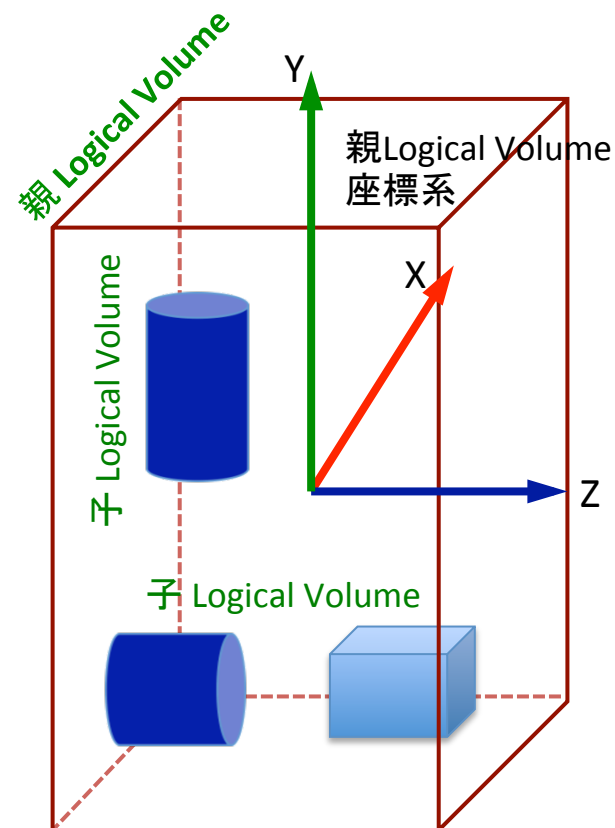 親 Logical Volume
Y
親Logical Volume
座標系
X
子 Logical Volume
Z
子 Logical Volume